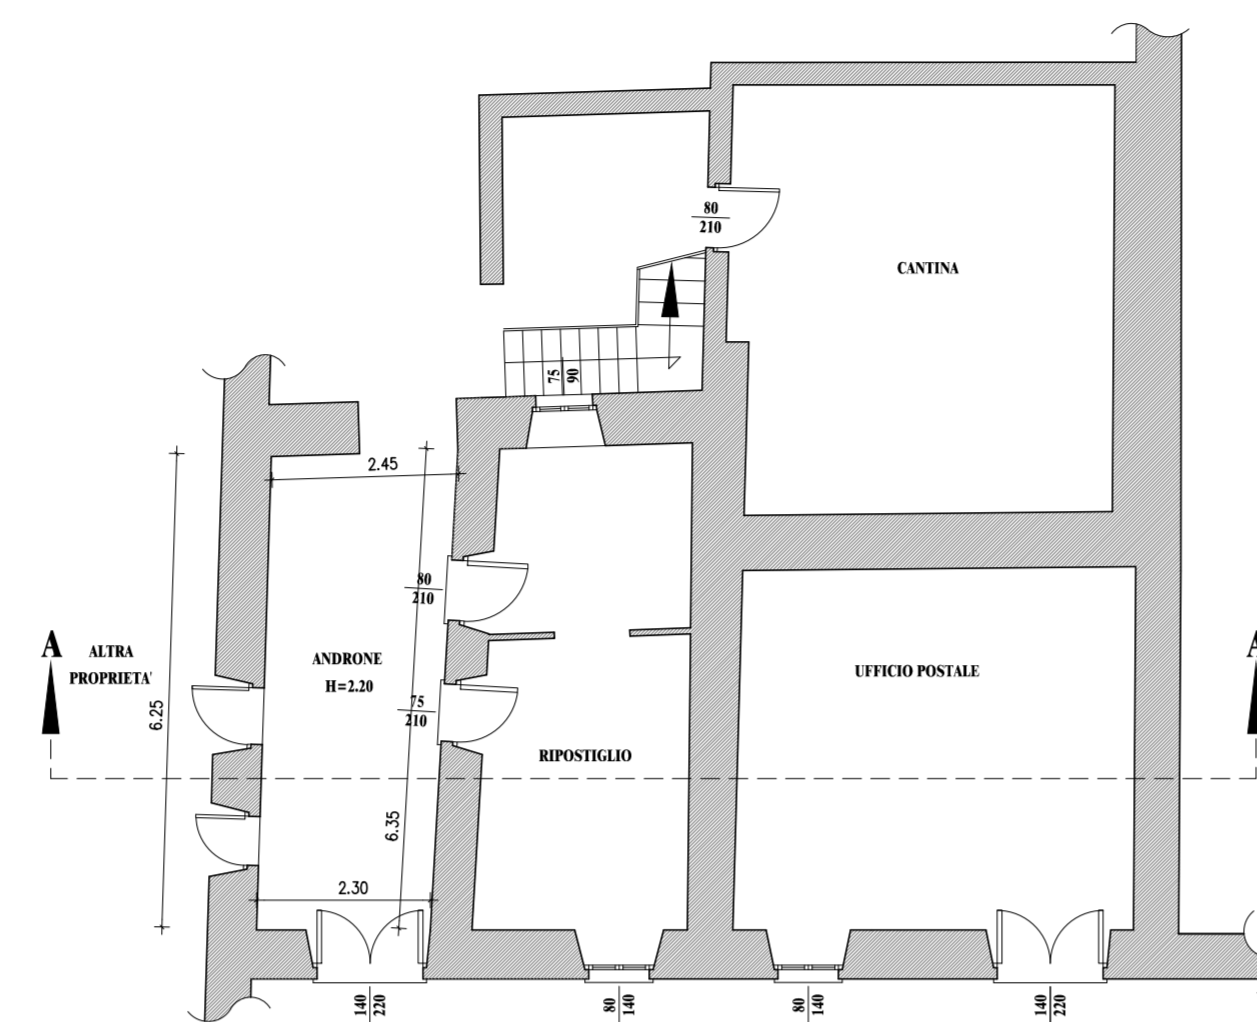 80
210
CANTINA
75
90
2.45
80
210
A
ALTRA
PROPRIETA'
ANDRONE
H=2.20
UFFICIO POSTALE
A
6.25
75
210
RIPOSTIGLIO
6.35
2.30
140
220
80
140
80
140
140
220